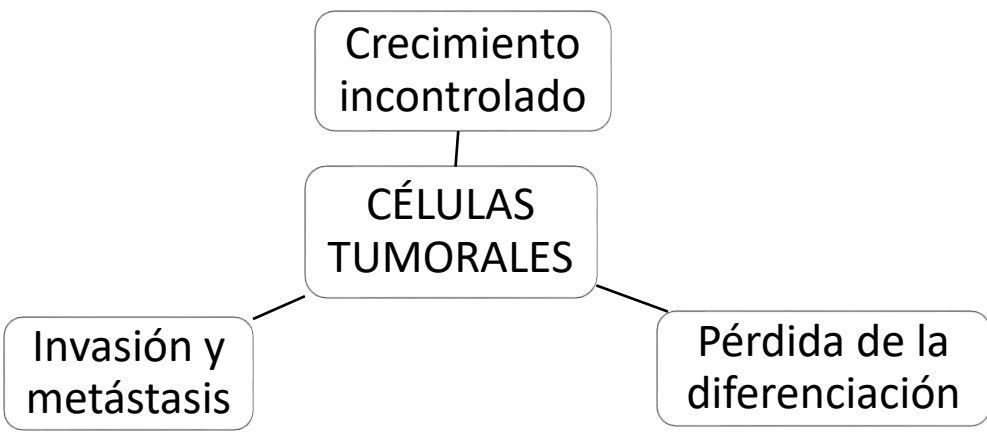 Crecimiento
incontrolado
CÉLULAS
TUMORALES
Invasión y
metástasis
Pérdida de la
diferenciación